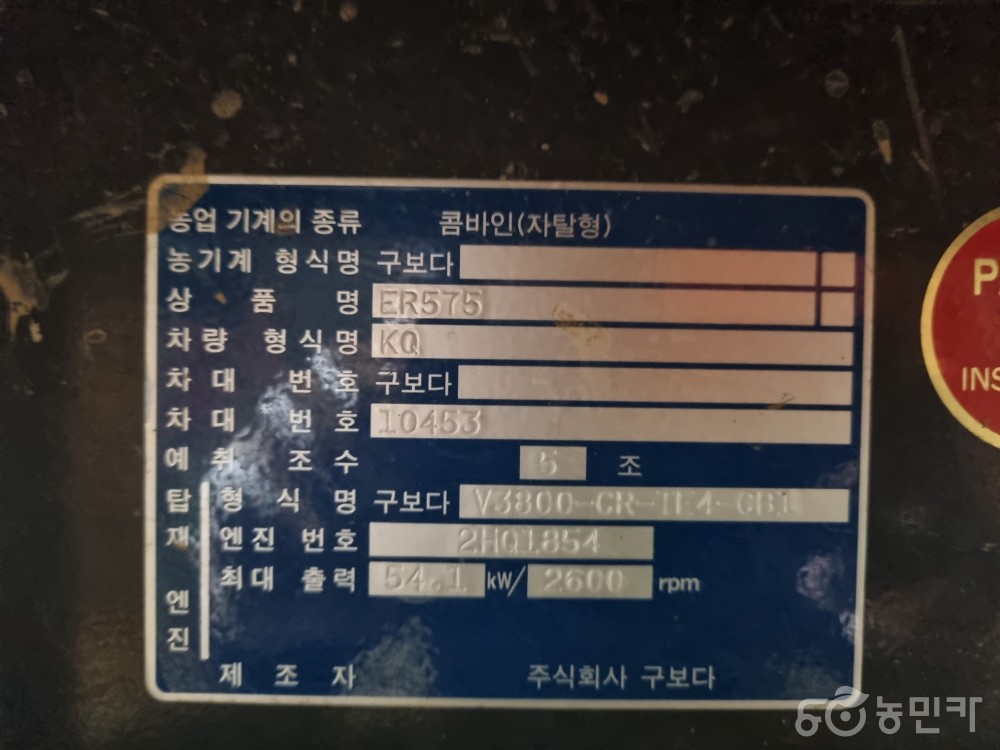 농업 기계의 종류 콤바인(자탈형)
농기계 형식명 구보다
상 품 명 ER575
차량 형식명 KQ
차대 번호 구보다
차대 번호 10453
예취 조수 5 조
탑재 엔진
형식명 구보다 V3800-CR-TE4-CB1
엔진 번호 2HQ1854
최대 출력 54.1 kW/ 2600 rpm
제 조 자 주식회사 구보다
INS
농민카